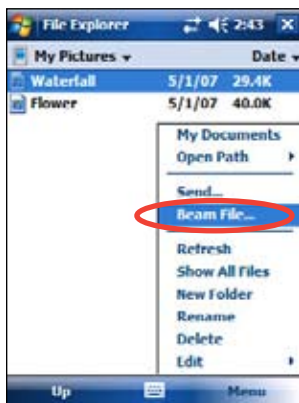 File Explorer 2:43 X
My Pictures Date
Waterfall 5/1/07 29.4K
Flower 5/1/07 40.0K
My Documents
Open Path
Send...
Beam File...
Refresh
Show All Files
New Folder
Rename
Delete
Edit
Up Menu